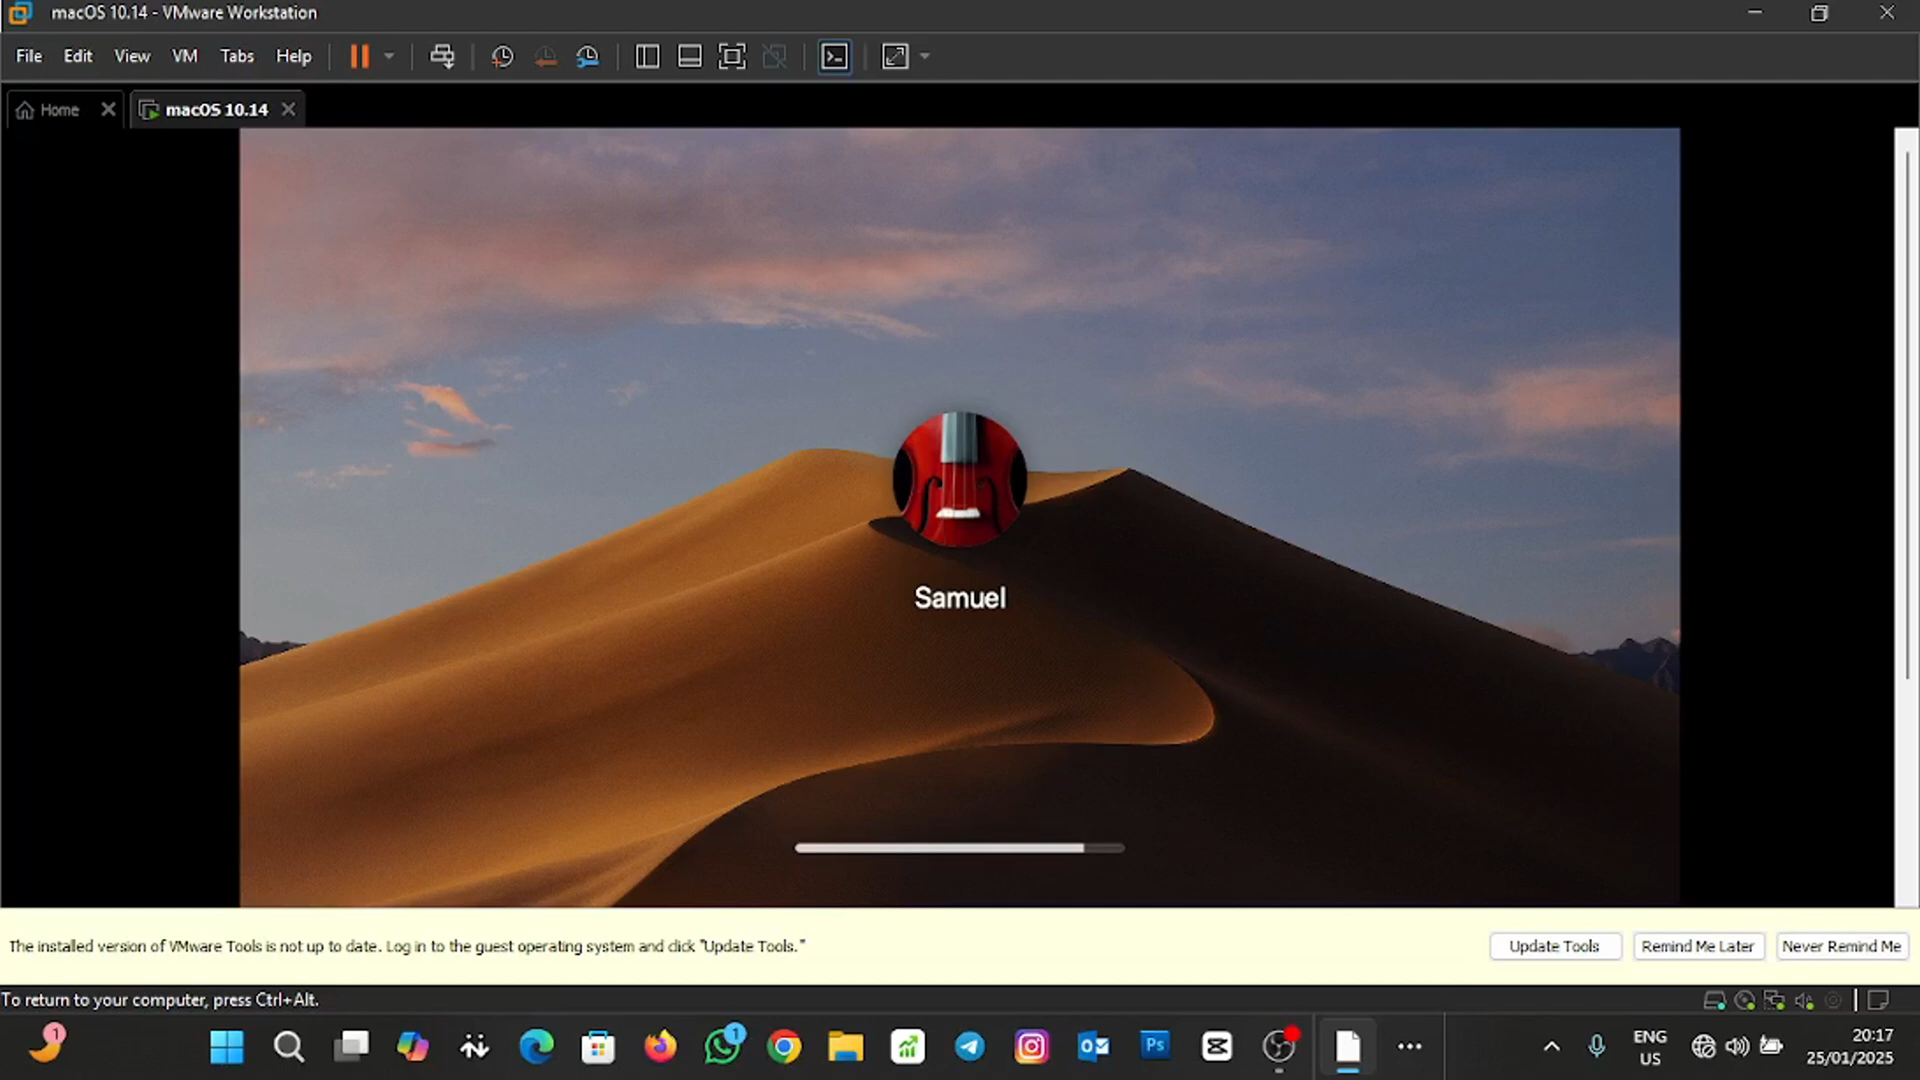 macOS 10.14 - VMware Workstation
File Edit View VM Tabs Help
Home macOS 10.14
Samuel
The installed version of VMware Tools is not up to date. Log in to the guest operating system and click "Update Tools."
Update Tools Remind Me Later Never Remind Me
To return to your computer, press Ctrl+Alt.
1
1
Ps
ENG
US
20:17
25/01/2025